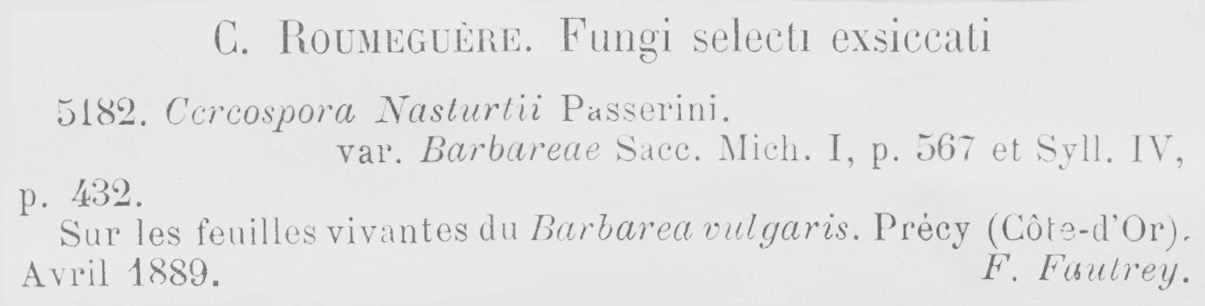 C. ROUMEGUÈRE. Fungi selecti exsiccati
5182. Cercospora Nasturtii Passerini.
var. Barbareae Sacc. Mich. I, p. 567 et Syll. IV,
p. 432.
Sur les feuilles vivantes du Barbarea vulgaris. Précy (Côte-d'Or).
Avril 1889. F. Fautrey.